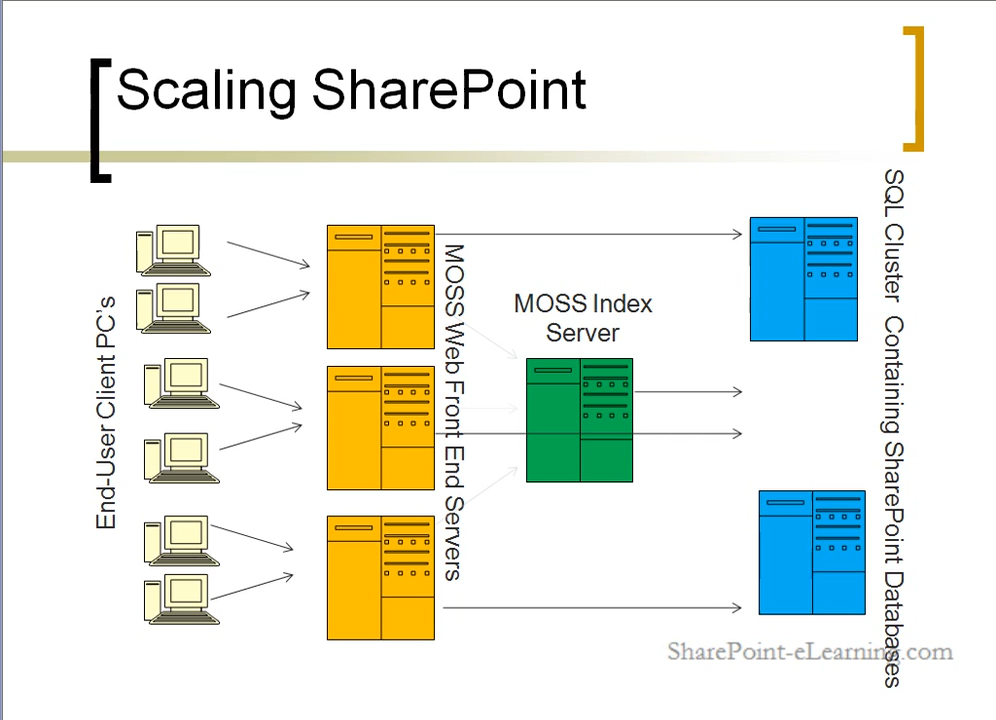 Scaling SharePoint
End-User Client PC's
MOSS Web Front End Servers
MOSS Index
Server
SQL Cluster Containing SharePoint Databases
SharePoint-eLearning.com